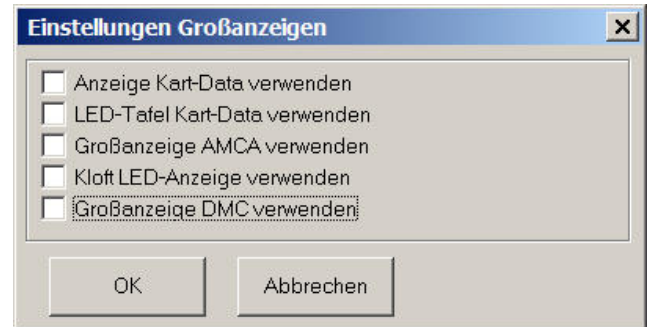 Einstellungen Großanzeigen
Anzeige Kart-Data verwenden
LED-Tafel Kart-Data verwenden
Großanzeige AMCA verwenden
Kloft LED-Anzeige verwenden
Großanzeige DMC verwenden
OK
Abbrechen